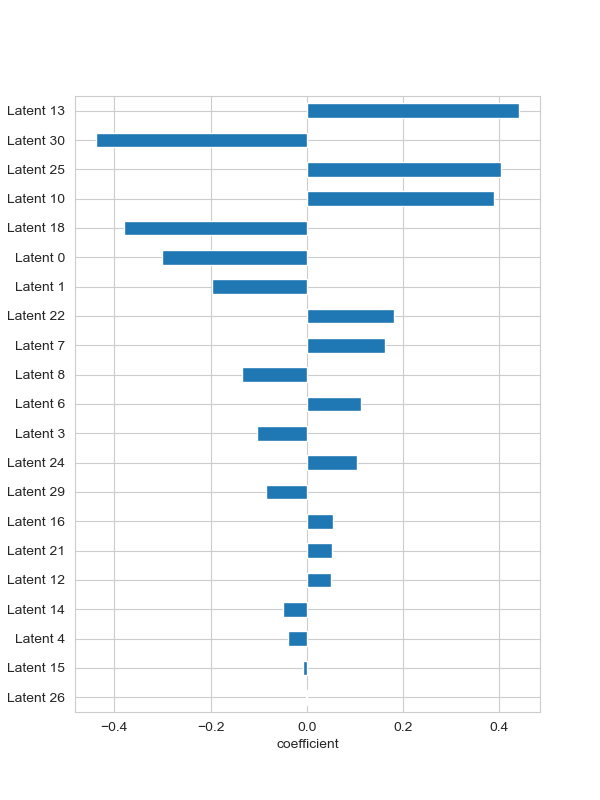 Latent 13
Latent 30
Latent 25
Latent 10
Latent 18
Latent 0
Latent 1
Latent 22
Latent 7
Latent 8
Latent 6
Latent 3
Latent 24
Latent 29
Latent 16
Latent 21
Latent 12
Latent 14
Latent 4
Latent 15
Latent 26
−0.4 −0.2 0.0 0.2 0.4
coefficient